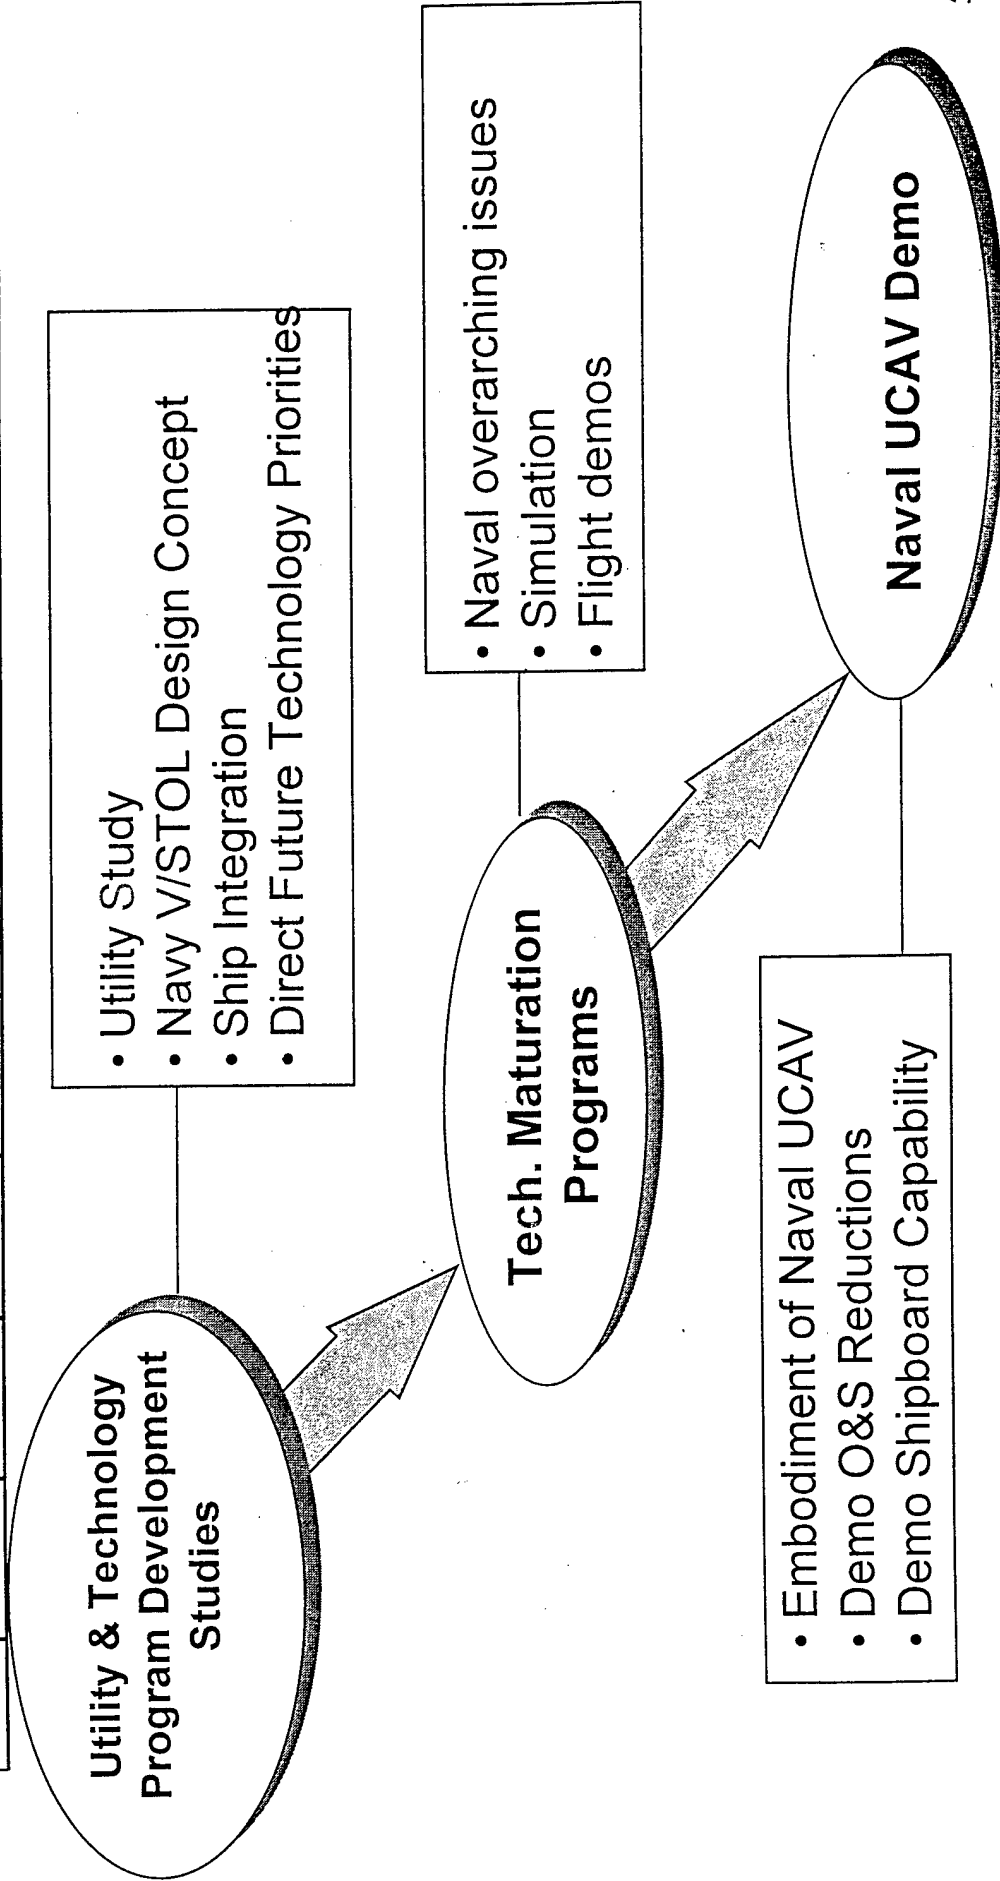 Utility & Technology
Program Development
Studies
• Utility Study
• Navy V/STOL Design Concept
• Ship Integration
• Direct Future Technology Priorities
Tech. Maturation
Programs
• Naval overarching issues
• Simulation
• Flight demos
• Embodiment of Naval UCAV
• Demo O&S Reductions
• Demo Shipboard Capability
Naval UCAV Demo